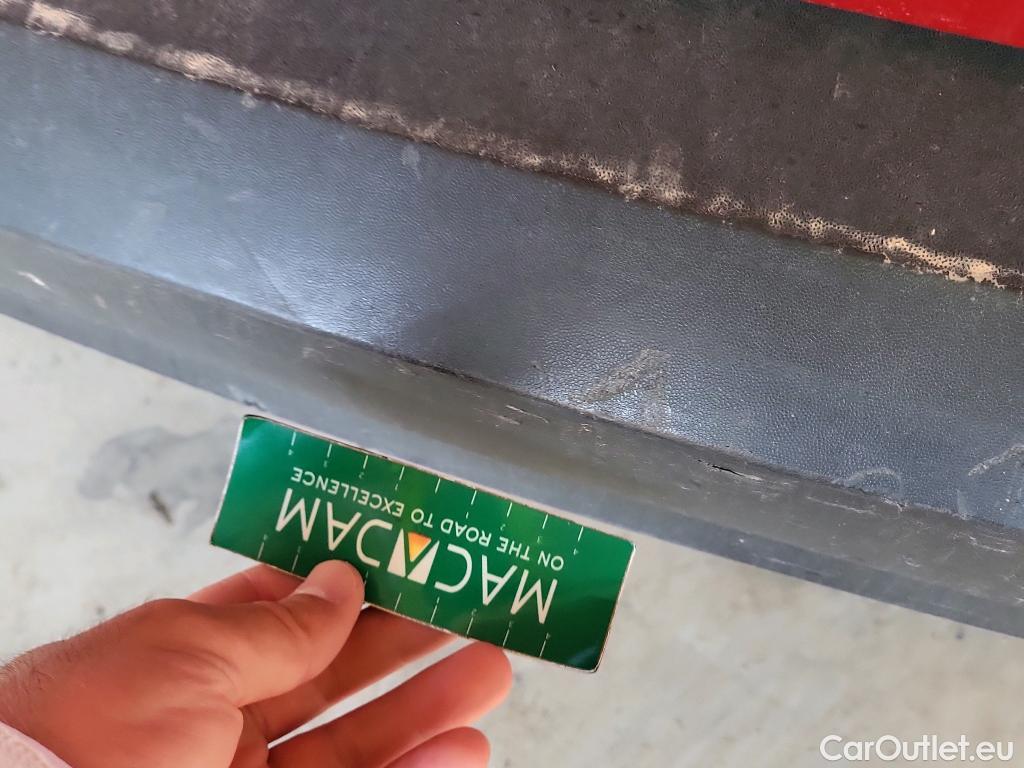 MACADAM
ON THE ROAD TO EXCELLENCE
CarOutlet.eu